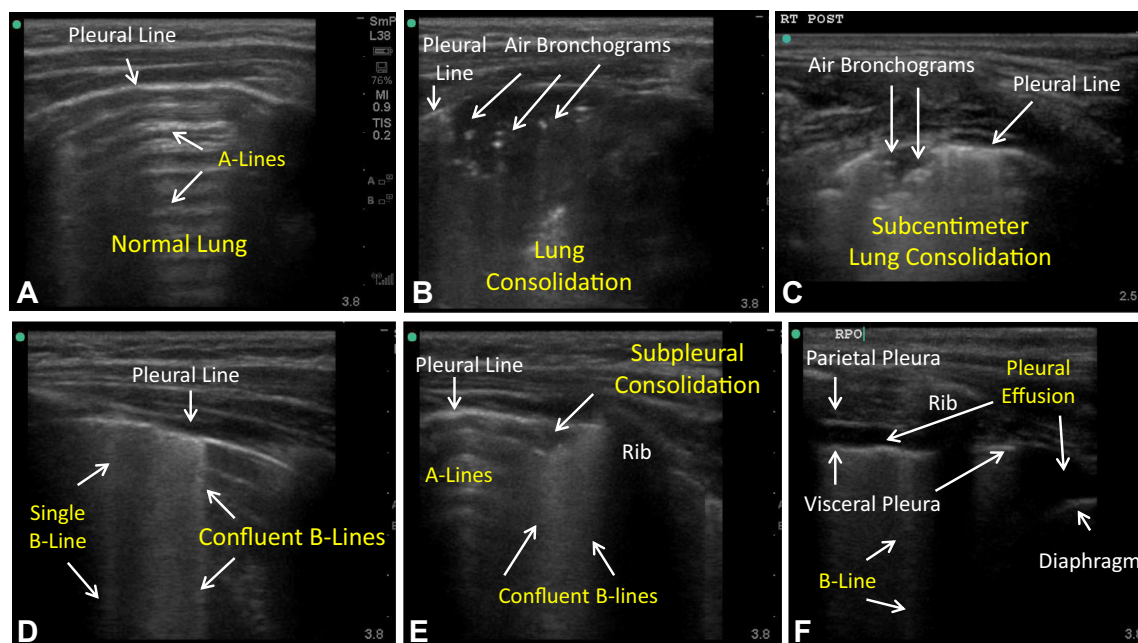 Pleural Line
A-Lines
Normal Lung
A
SmP
L38
76%
MI
0.9
TIS
0.2
A
B
3.8
Pleural
Line
Air Bronchograms
Lung
Consolidation
B
3.8
RT POST
Air Bronchograms
Pleural Line
Subcentimeter
Lung Consolidation
C
2.5
Pleural Line
Single
B-Line
Confluent B-Lines
D
3.8
Pleural Line
Subpleural
Consolidation
A-Lines
Rib
Confluent B-lines
E
3.8
RPO
Parietal Pleura
Rib
Pleural
Effusion
Visceral Pleura
B-Line
Diaphragm
F